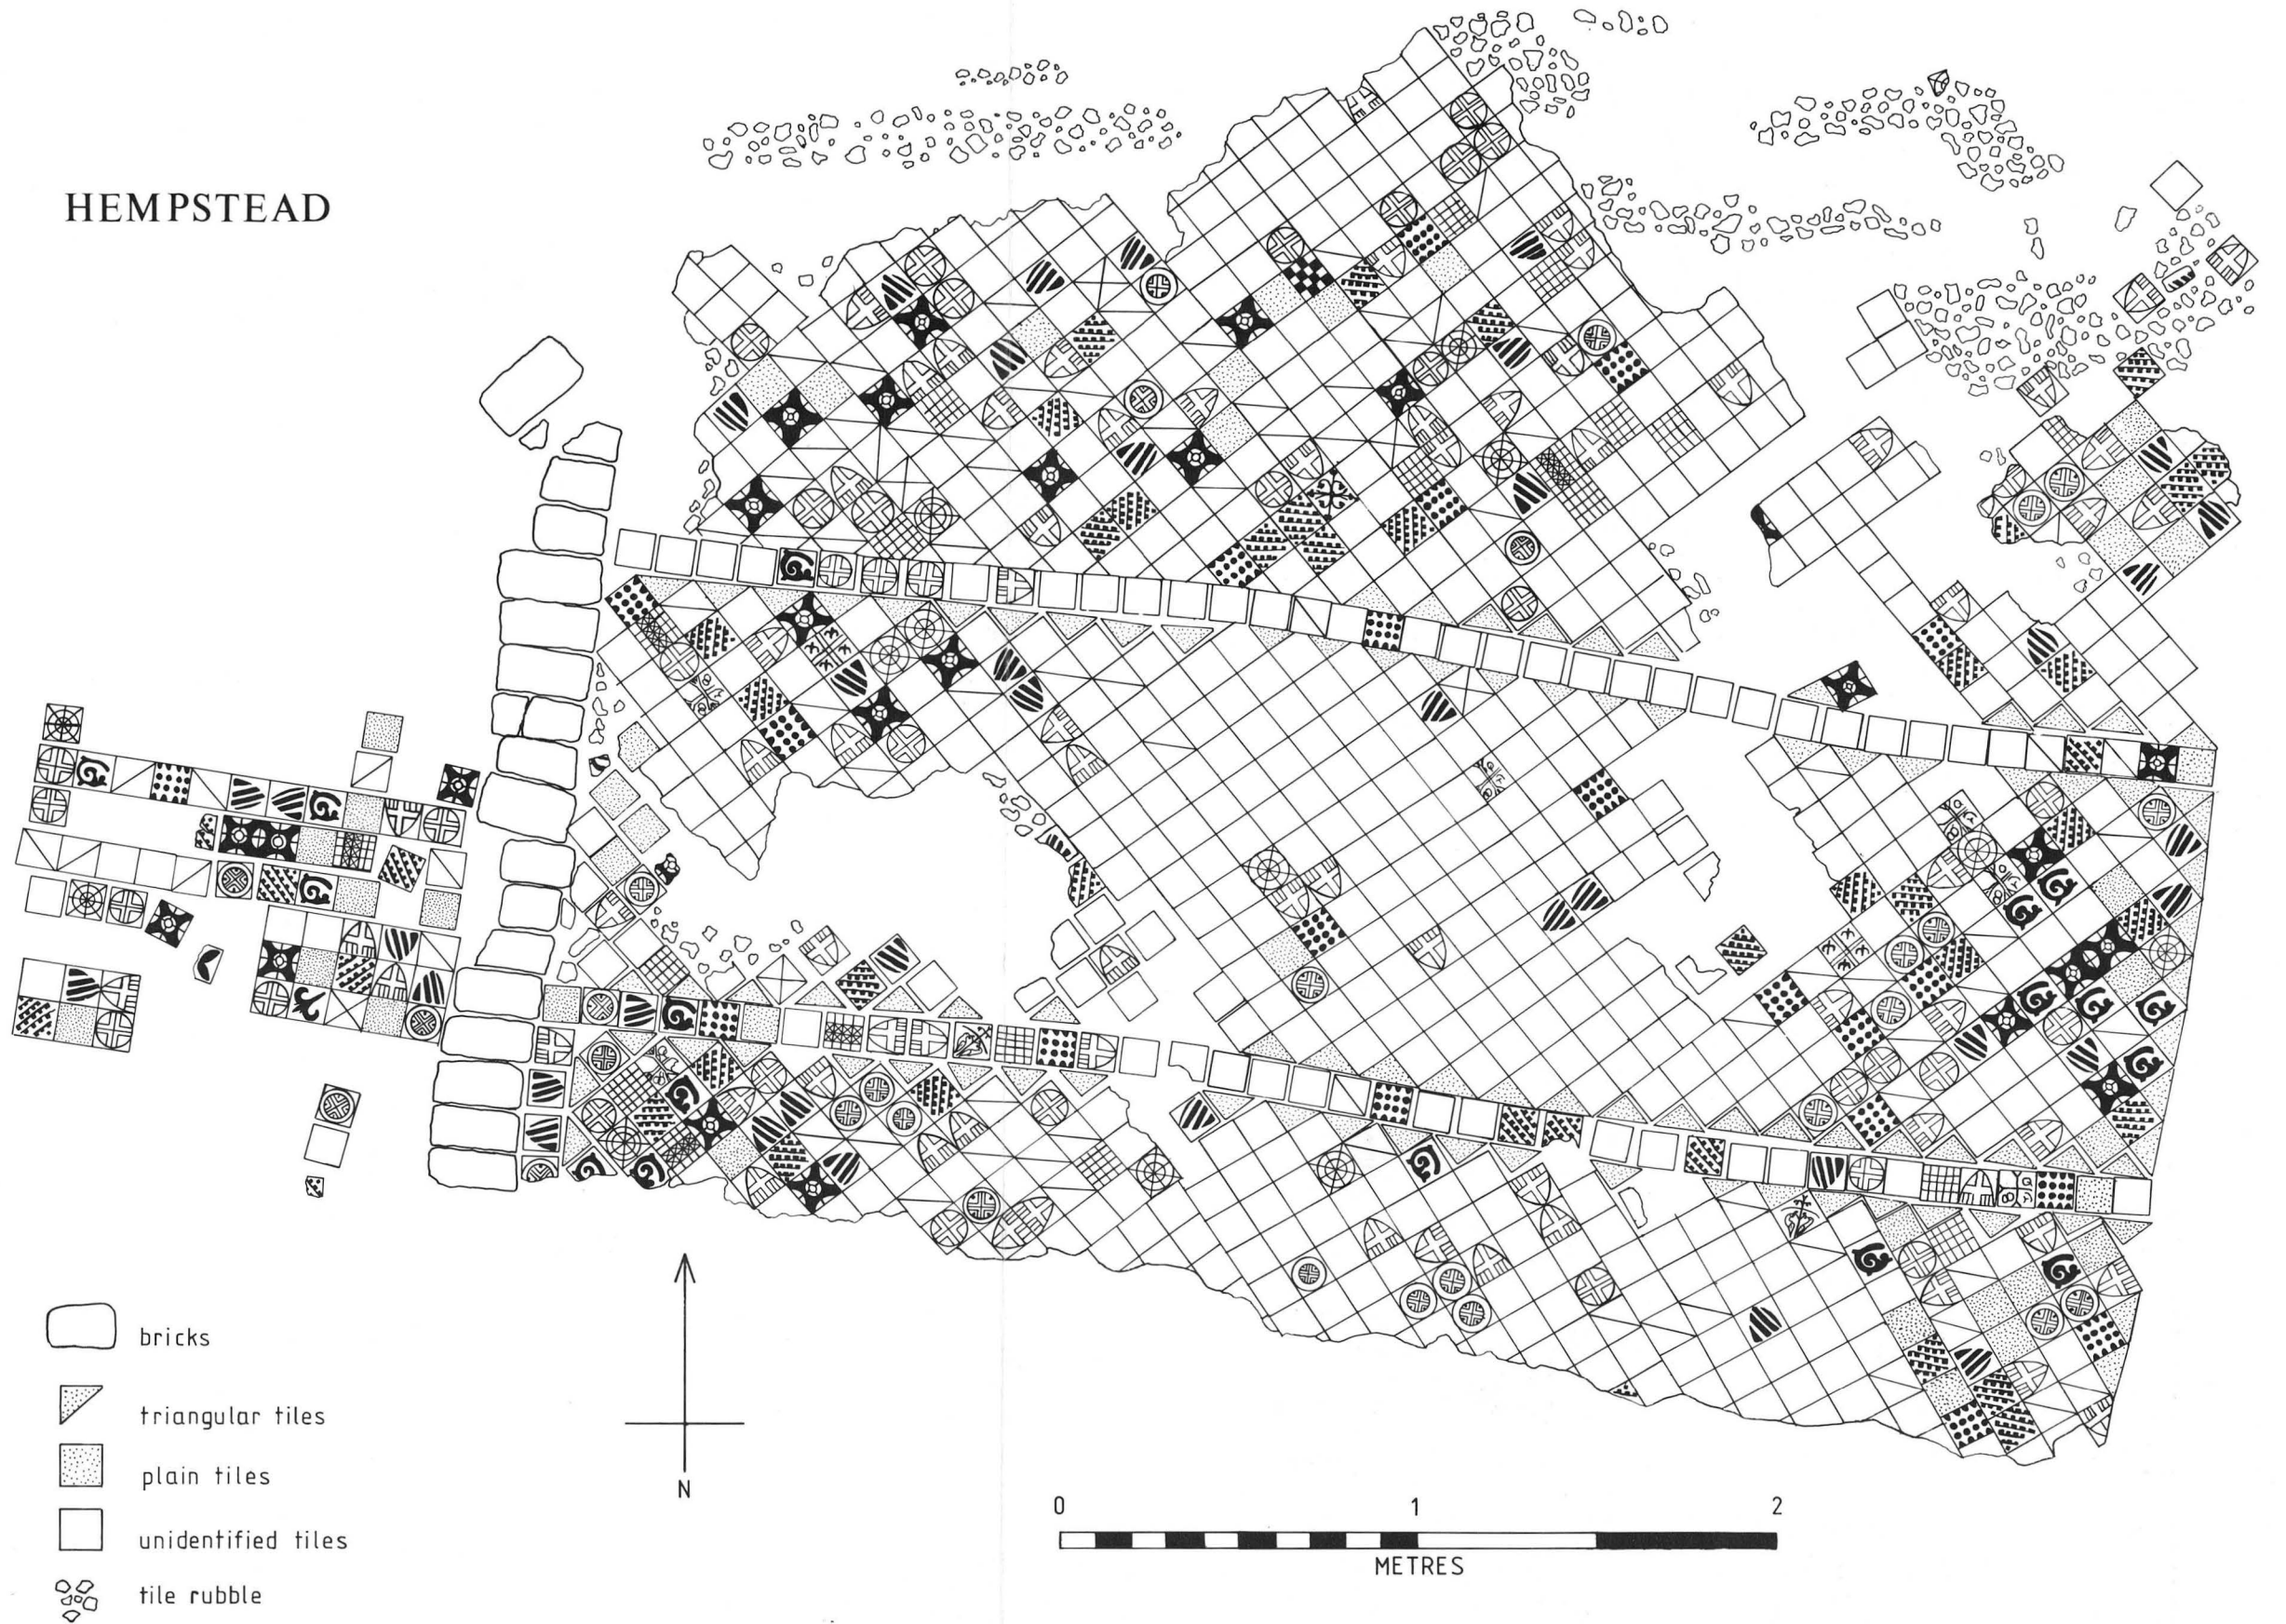 HEMPSTEAD
bricks
triangular tiles
plain tiles
unidentified tiles
tile rubble
N
0 1 2
METRES